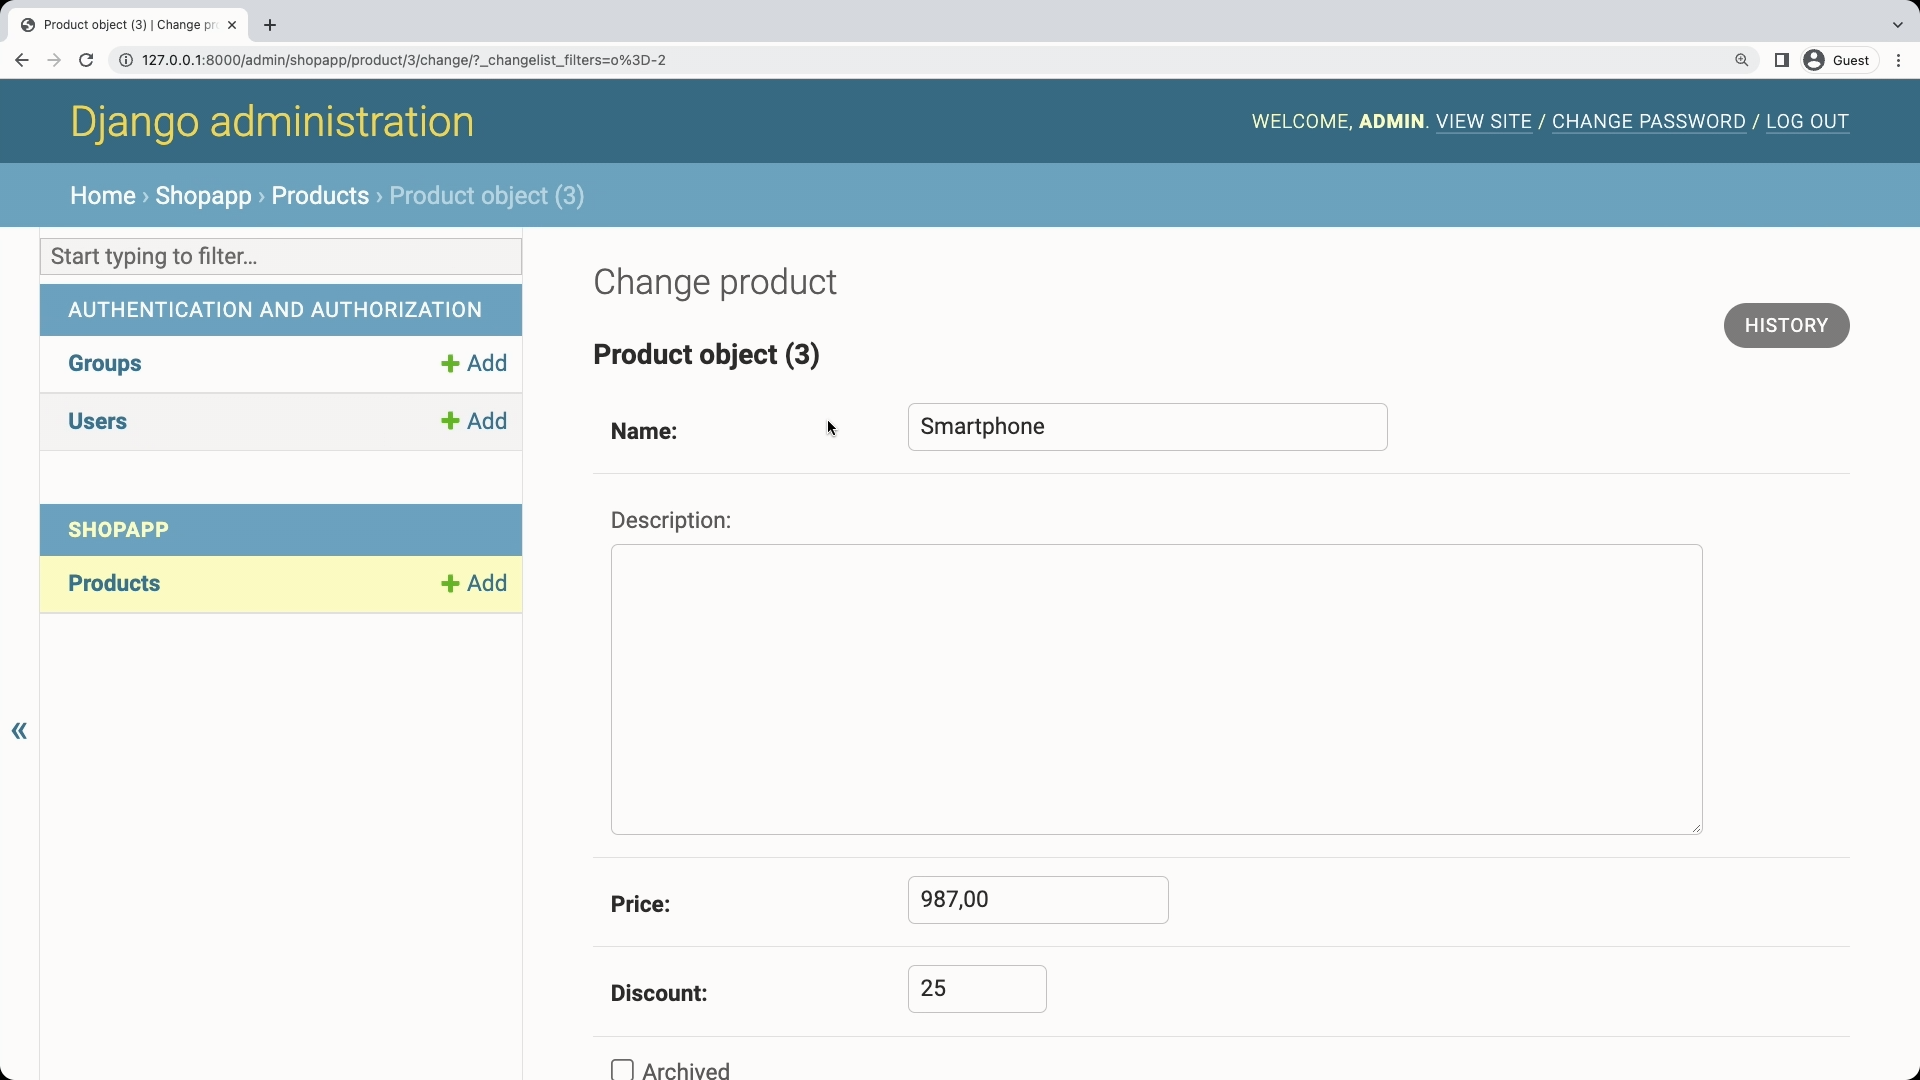 Product object (3) | Change pr
127.0.0.1:8000/admin/shopapp/product/3/change/?_changelist_filters=o%3D-2
Guest
Django administration
WELCOME, ADMIN. VIEW SITE / CHANGE PASSWORD / LOG OUT
Home › Shopapp › Products › Product object (3)
Start typing to filter…
AUTHENTICATION AND AUTHORIZATION
Groups
Add
Users
Add
SHOPAPP
Products
Add
«
Change product
HISTORY
Product object (3)
Name:
Smartphone
Description:
Price:
987,00
Discount:
25
Archived